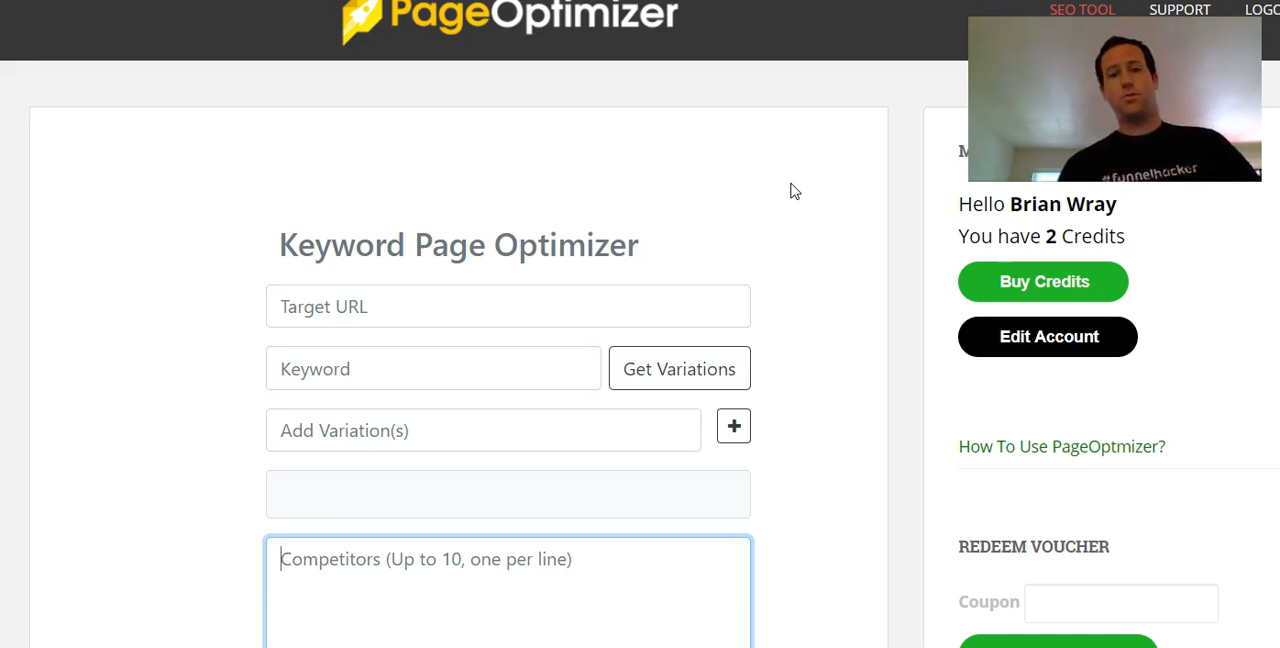 PageOptimizer
SEO TOOL
SUPPORT
LOGO
#funnelhacker
Keyword Page Optimizer
Target URL
Keyword
Get Variations
Add Variation(s)
+
Competitors (Up to 10, one per line)
M
Hello Brian Wray
You have 2 Credits
Buy Credits
Edit Account
How To Use PageOptmizer?
REDEEM VOUCHER
Coupon